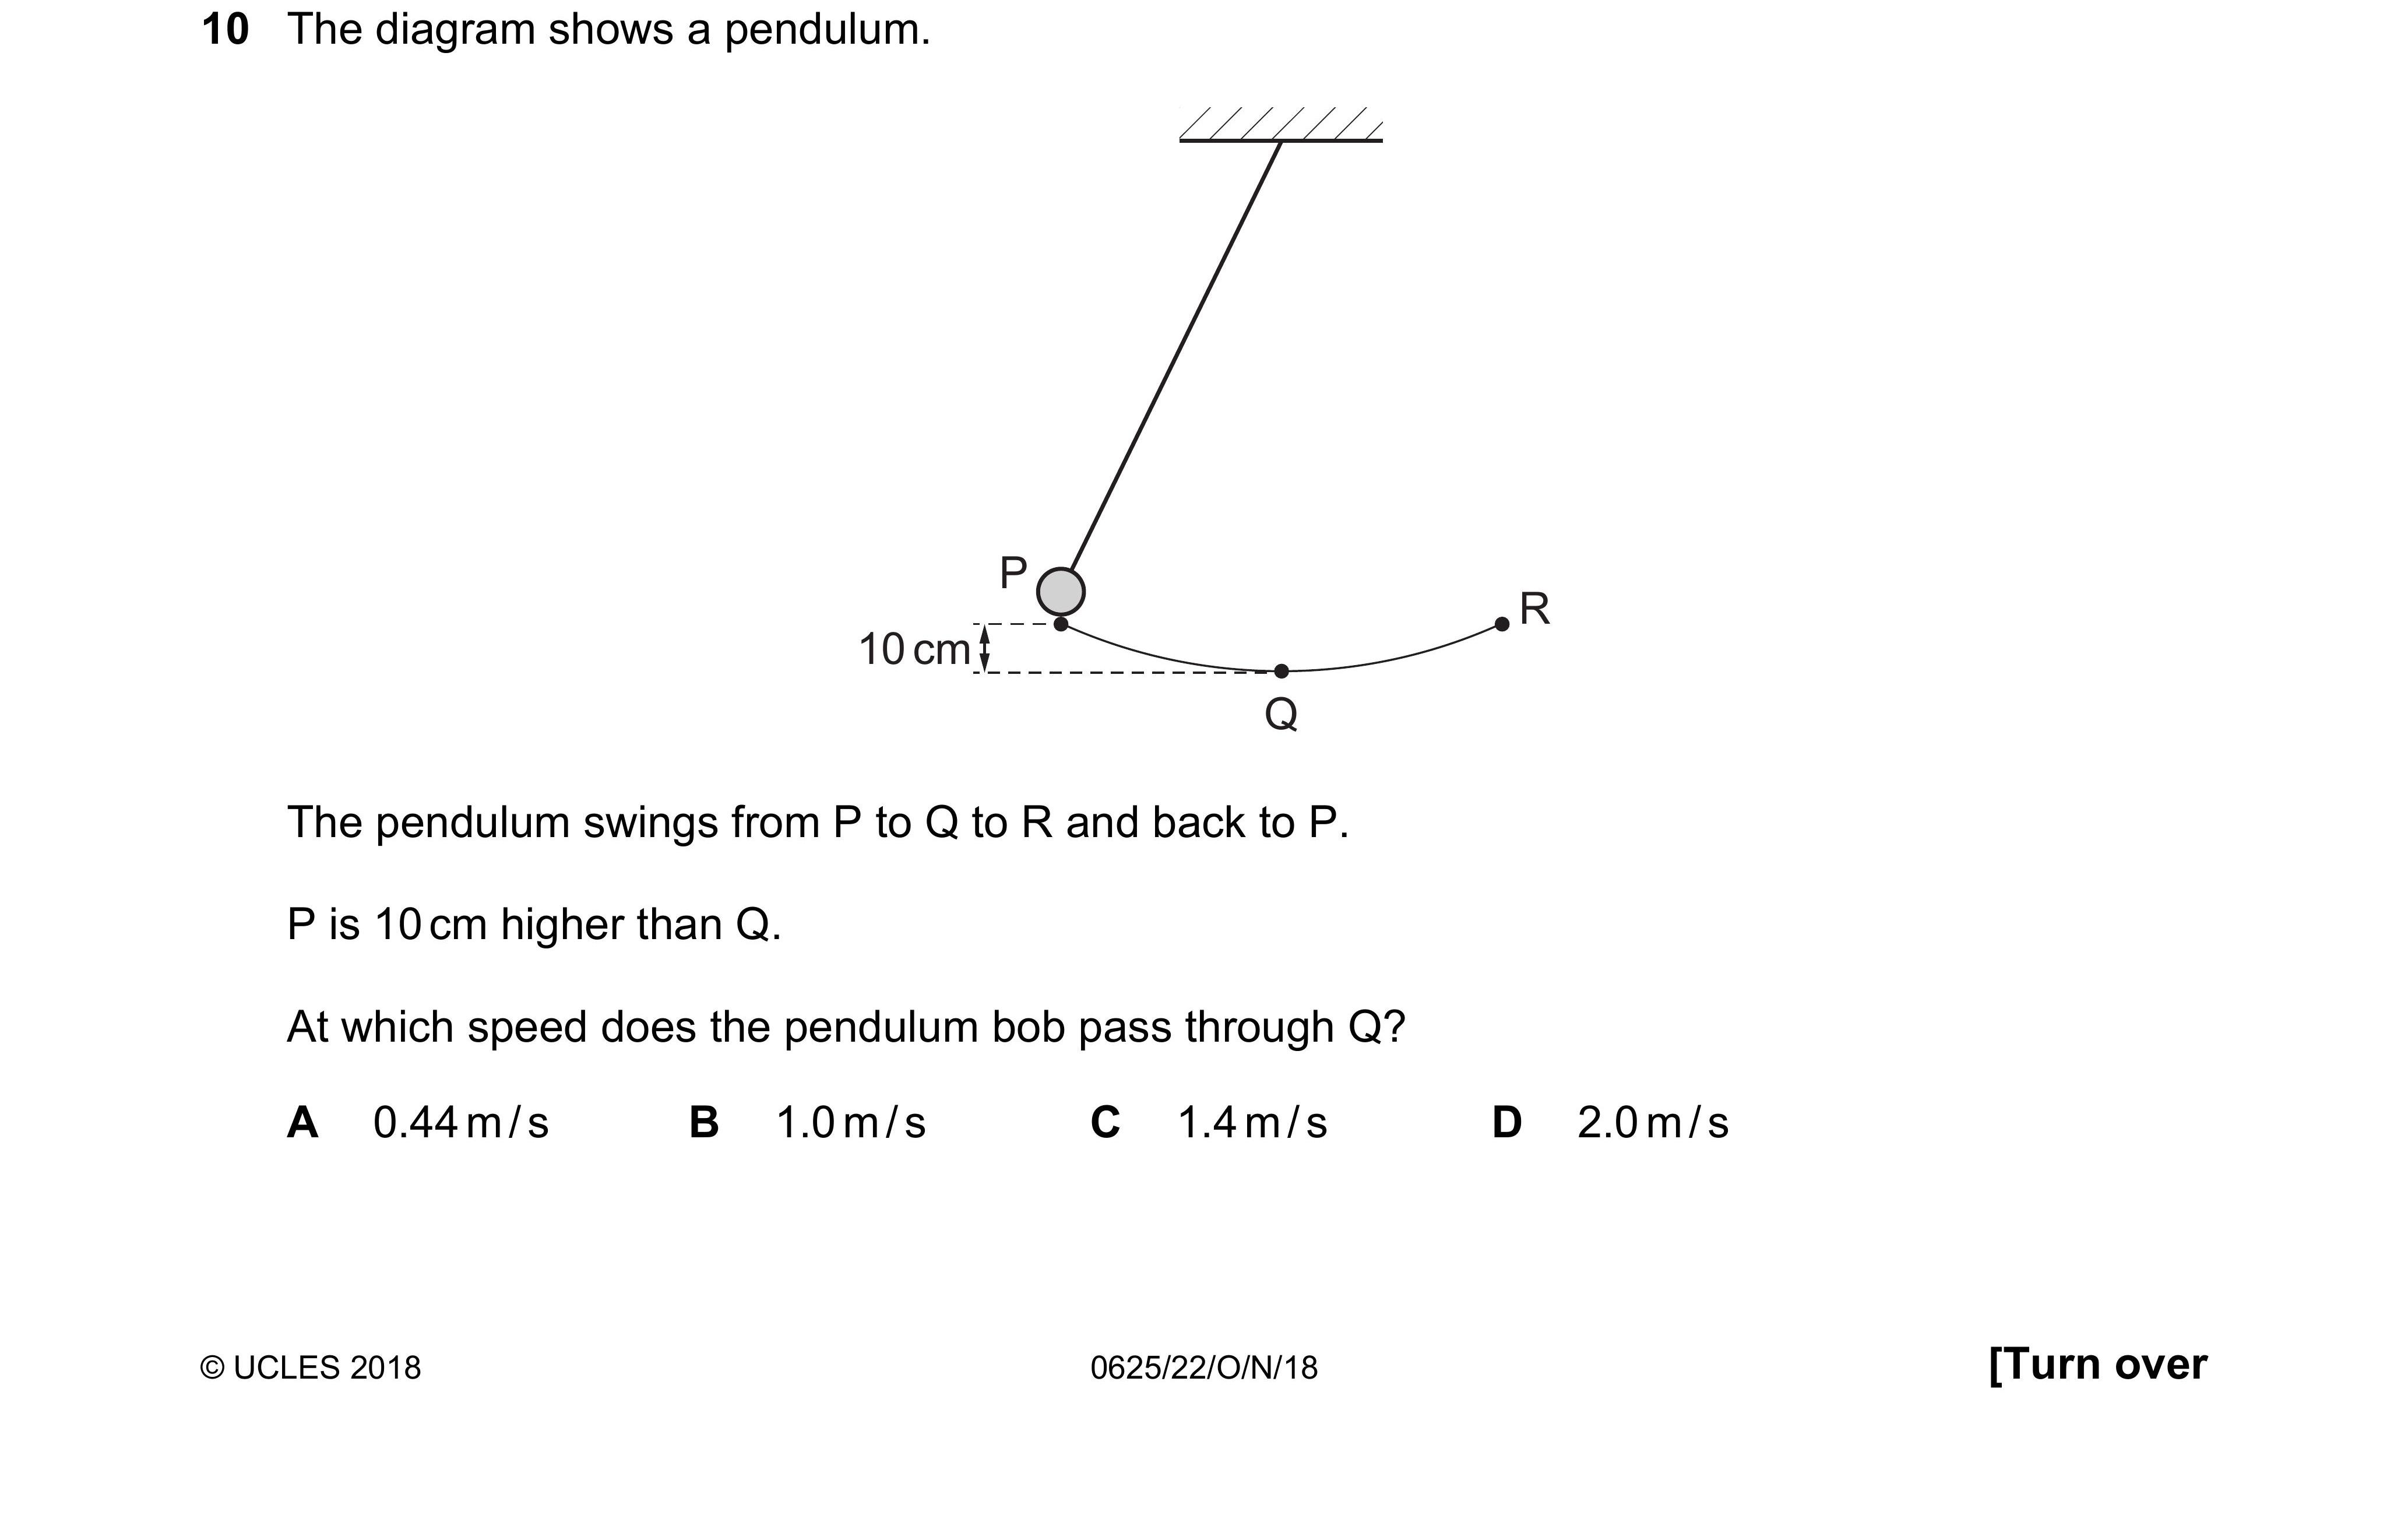 10 The diagram shows a pendulum.
P
R
10 cm
Q
The pendulum swings from P to Q to R and back to P.
P is 10 cm higher than Q.
At which speed does the pendulum bob pass through Q?
A 0.44 m / s B 1.0 m / s C 1.4 m / s D 2.0 m / s
© UCLES 2018 0625/22/O/N/18 [Turn over